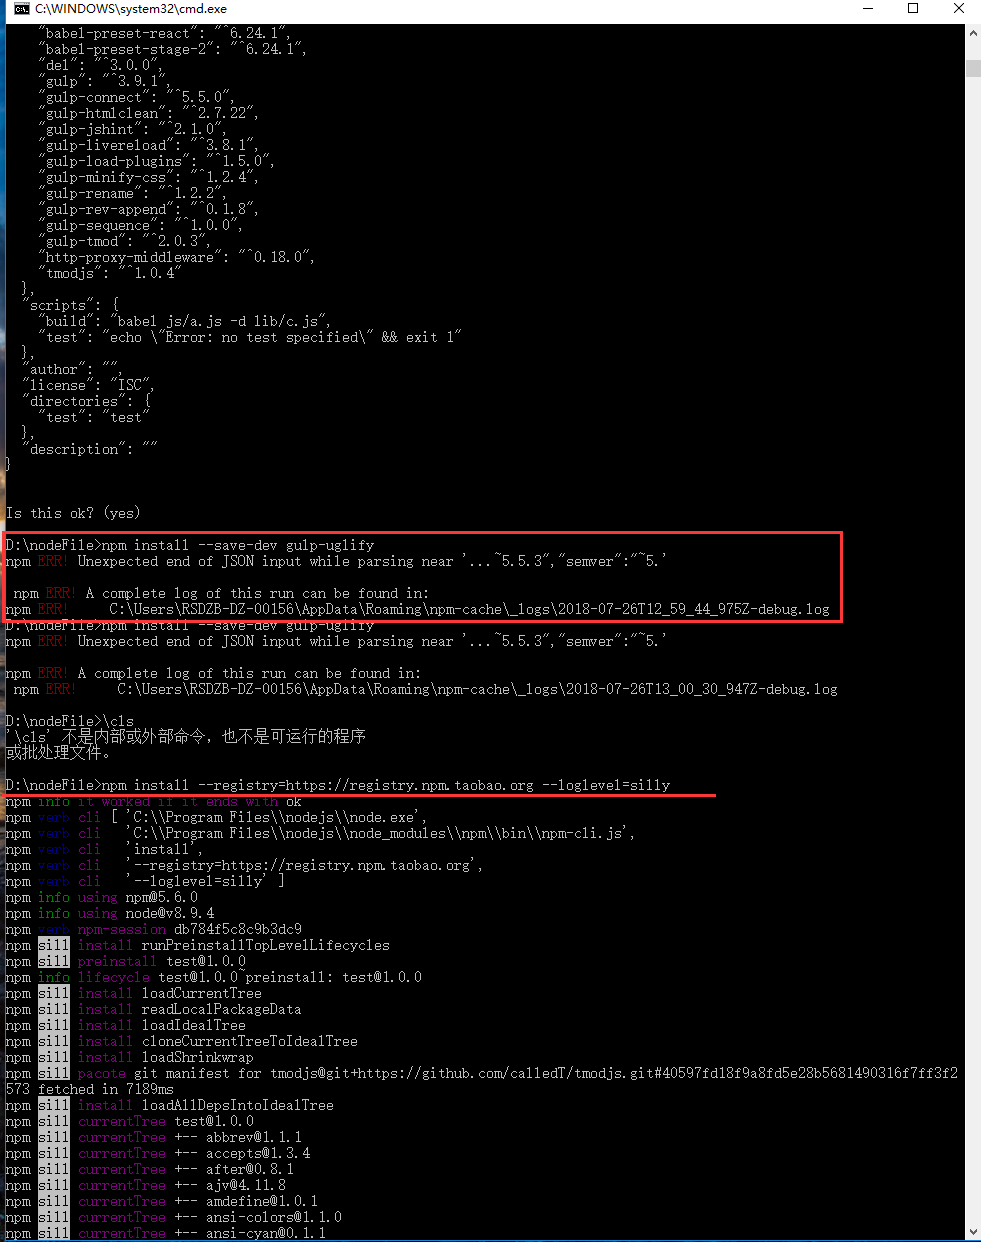 C:\WINDOWS\system32\cmd.exe
"babel-preset-react": "^6.24.1",
"babel-preset-stage-2": "^6.24.1",
"del": "^3.0.0",
"gulp": "^3.9.1",
"gulp-connect": "^5.5.0",
"gulp-htmlclean": "^2.7.22",
"gulp-jshint": "^2.1.0",
"gulp-livereload": "^3.8.1",
"gulp-load-plugins": "^1.5.0",
"gulp-minify-css": "^1.2.4",
"gulp-rename": "^1.2.2",
"gulp-rev-append": "^0.1.8",
"gulp-sequence": "^1.0.0",
"gulp-tmod": "^2.0.3",
"http-proxy-middleware": "^0.18.0",
"tmodjs": "^1.0.4"
},
"scripts": {
"build": "babel js/a.js -d lib/c.js",
"test": "echo \"Error: no test specified\" && exit 1"
},
"author": "",
"license": "ISC",
"directories": {
"test": "test"
},
"description": ""
}
Is this ok? (yes)
D:\nodeFile>npm install --save-dev gulp-uglify
npm ERR! Unexpected end of JSON input while parsing near '...~5.5.3","semver":"~5.'
npm ERR! A complete log of this run can be found in:
npm ERR!     C:\Users\RSDZB-DZ-00156\AppData\Roaming\npm-cache\_logs\2018-07-26T12_59_44_975Z-debug.log
D:\nodeFile>npm install --save-dev gulp-uglify
npm ERR! Unexpected end of JSON input while parsing near '...~5.5.3","semver":"~5.'
npm ERR! A complete log of this run can be found in:
npm ERR!     C:\Users\RSDZB-DZ-00156\AppData\Roaming\npm-cache\_logs\2018-07-26T13_00_30_947Z-debug.log
D:\nodeFile>\cls
'\cls' 不是内部或外部命令，也不是可运行的程序
或批处理文件。
D:\nodeFile>npm install --registry=https://registry.npm.taobao.org --loglevel=silly
npm info it worked if it ends with ok
npm verb cli [ 'C:\\Program Files\\nodejs\\node.exe',
npm verb cli   'C:\\Program Files\\nodejs\\node_modules\\npm\\bin\\npm-cli.js',
npm verb cli   'install',
npm verb cli   '--registry=https://registry.npm.taobao.org',
npm verb cli   '--loglevel=silly' ]
npm info using npm@5.6.0
npm info using node@v8.9.4
npm verb npm-session db784f5c8c9b3dc9
npm sill install runPreinstallTopLevelLifecycles
npm sill preinstall test@1.0.0
npm info lifecycle test@1.0.0~preinstall: test@1.0.0
npm sill install loadCurrentTree
npm sill install readLocalPackageData
npm sill install loadIdealTree
npm sill install cloneCurrentTreeToIdealTree
npm sill install loadShrinkwrap
npm sill pacote git manifest for tmodjs@git+https://github.com/calledT/tmodjs.git#40597fd18f9a8fd5e28b5681490316f7ff3f2
573 fetched in 7189ms
npm sill install loadAllDepsIntoIdealTree
npm sill currentTree test@1.0.0
npm sill currentTree +-- abbrev@1.1.1
npm sill currentTree +-- accepts@1.3.4
npm sill currentTree +-- after@0.8.1
npm sill currentTree +-- ajv@4.11.8
npm sill currentTree +-- amdefine@1.0.1
npm sill currentTree +-- ansi-colors@1.1.0
npm sill currentTree +-- ansi-cyan@0.1.1